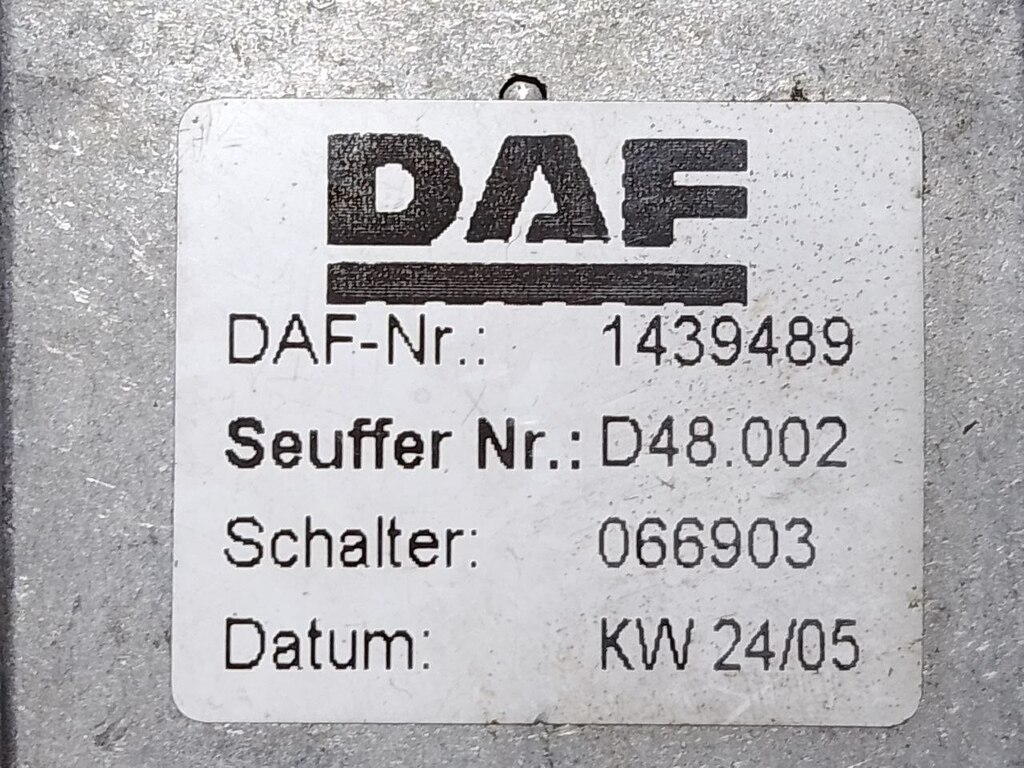 DAF
DAF-Nr.: 1439489
Seuffer Nr.: D48.002
Schalter: 066903
Datum: KW 24/05